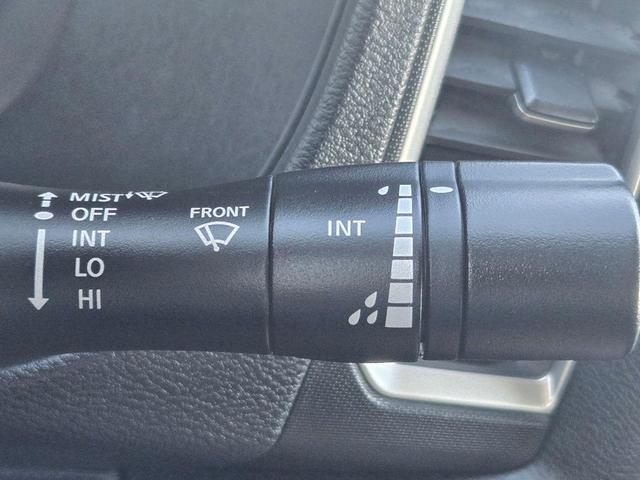 MIST
OFF
INT
LO
HI
FRONT
INT